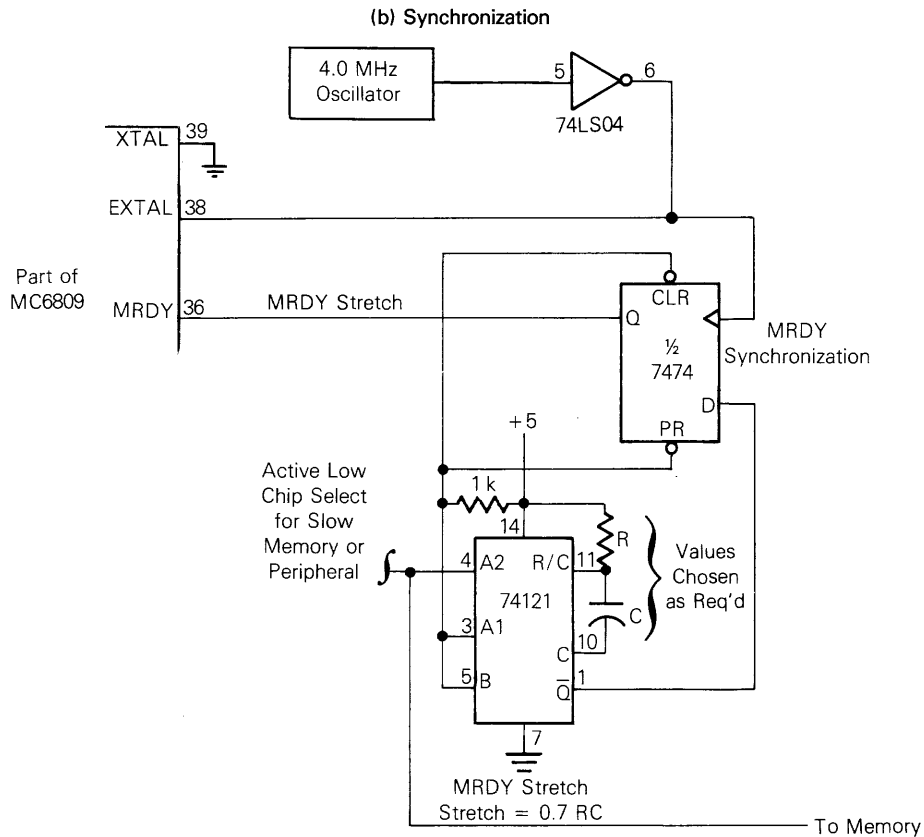 (b) Synchronization
4.0 MHz
Oscillator
5
6
74LS04
XTAL
39
EXTAL
38
Part of
MC6809
MRDY
36
MRDY Stretch
CLR
Q
½
7474
D
PR
MRDY
Synchronization
+5
Active Low
Chip Select
for Slow
Memory or
Peripheral
1 k
14
R
4
A2
R/C
11
74121
C
3
A1
10
C
5
B
Q̅
1
7
Values
Chosen
as Req'd
MRDY Stretch
Stretch = 0.7 RC
To Memory